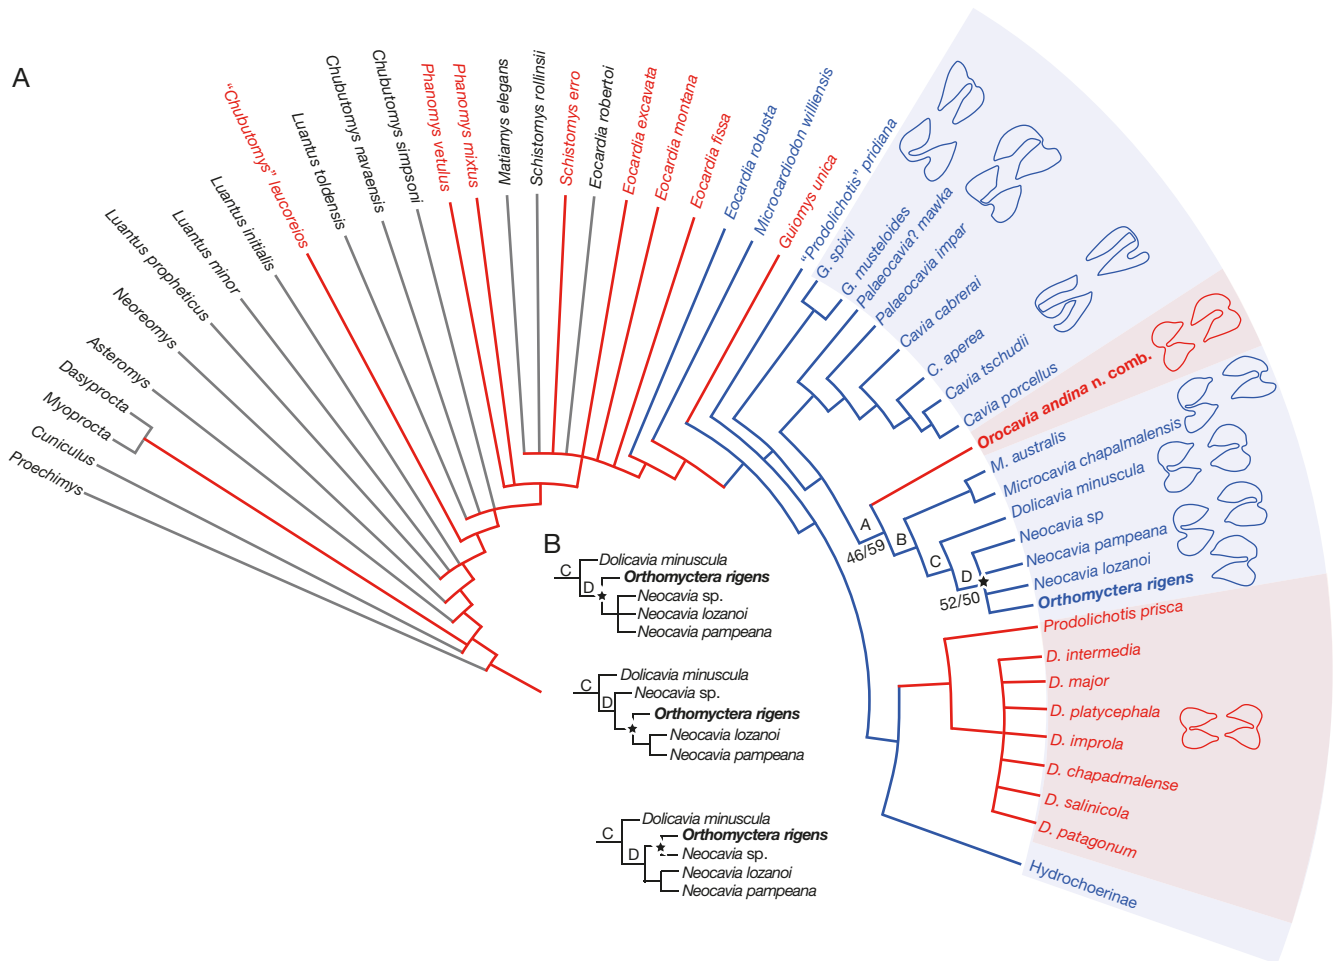 A
Proechimys
Cuniculus
Myoprocta
Dasyprocta
Asteromys
Neoreomys
Luantus propheticus
Luantus minor
Luantus initialis
“Chubutomys” leucoreios
Luantus toldensis
Chubutomys navaensis
Chubutomys simpsoni
Phanomys vetulus
Phanomys mixtus
Matiamys elegans
Schistomys rollinsii
Schistomys erro
Eocardia robertoi
Eocardia excavata
Eocardia montana
Eocardia fissa
Eocardia robusta
Microcardiodon williensis
Guiomys unica
“Prodolichotis” pridiana
G. spixii
G. musteloides
Palaeocavia? mawka
Palaeocavia impar
Cavia cabrerai
C. aperea
Cavia tschudii
Cavia porcellus
Orocavia andina n. comb.
M. australis
Microcavia chapalmalensis
Dolicavia minuscula
Neocavia sp
Neocavia pampeana
Neocavia lozanoi
Orthomyctera rigens
Prodolichotis prisca
D. intermedia
D. major
D. platycephala
D. improla
D. chapadmalense
D. salinicola
D. patagonum
Hydrochoerinae
A
46/59
B
C
D
52/50
B
C
D
Dolicavia minuscula
Orthomyctera rigens
Neocavia sp.
Neocavia lozanoi
Neocavia pampeana
C
D
Dolicavia minuscula
Neocavia sp.
Orthomyctera rigens
Neocavia lozanoi
Neocavia pampeana
C
D
Dolicavia minuscula
Orthomyctera rigens
Neocavia sp.
Neocavia lozanoi
Neocavia pampeana